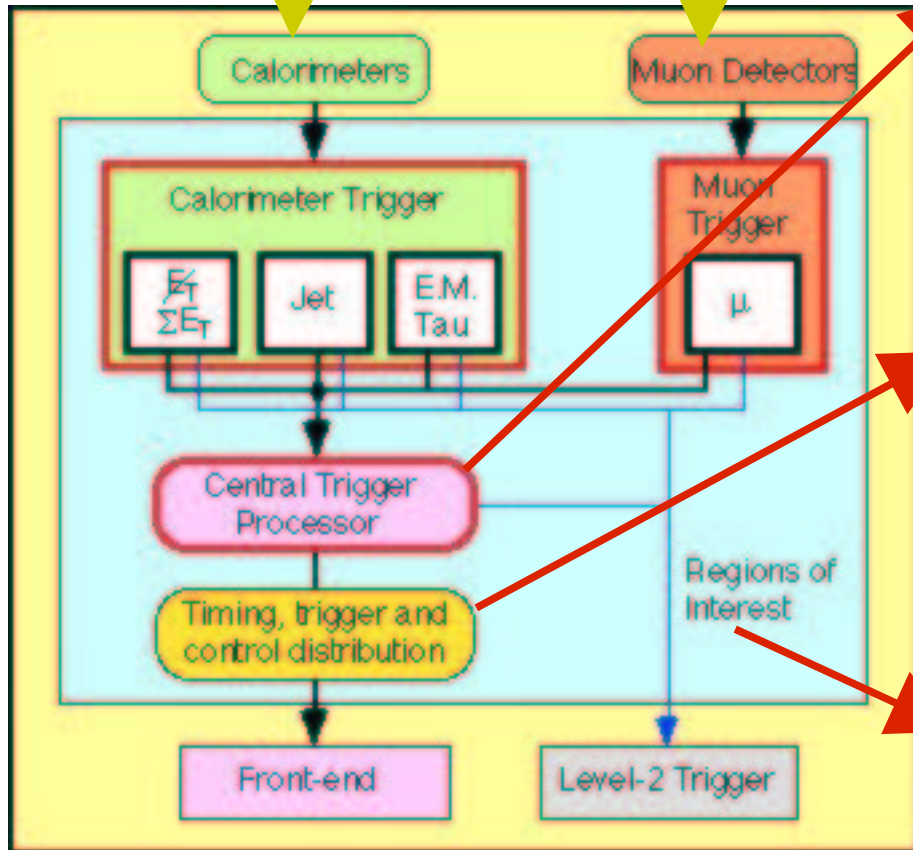 Calorimeters
Muon Detectors
Calorimeter Trigger
Muon
Trigger
E̸T
ΣET
Jet
E.M.
Tau
μ
Central Trigger
Processor
Regions of
Interest
Timing, trigger and
control distribution
Front-end
Level-2 Trigger